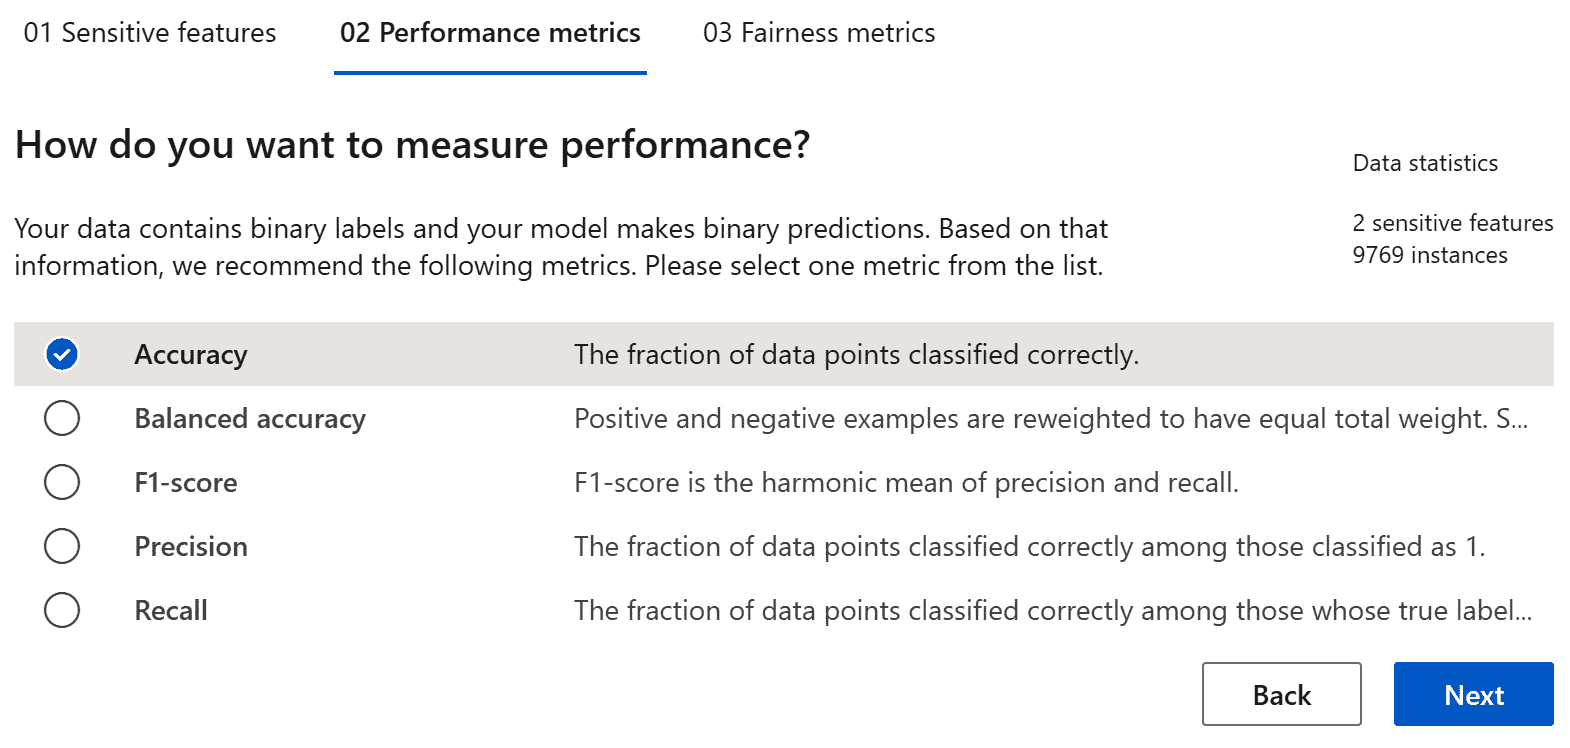 01 Sensitive features
02 Performance metrics
03 Fairness metrics
How do you want to measure performance?
Data statistics
Your data contains binary labels and your model makes binary predictions. Based on that
information, we recommend the following metrics. Please select one metric from the list.
2 sensitive features
9769 instances
Accuracy The fraction of data points classified correctly.
Balanced accuracy Positive and negative examples are reweighted to have equal total weight. S...
F1-score F1-score is the harmonic mean of precision and recall.
Precision The fraction of data points classified correctly among those classified as 1.
Recall The fraction of data points classified correctly among those whose true label...
Back Next